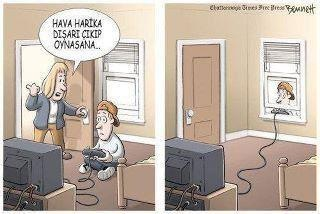 HAVA HARİKA
DIŞARI ÇIKIP
OYNASANA...
Chattanooga Times Free Press
BENNETT